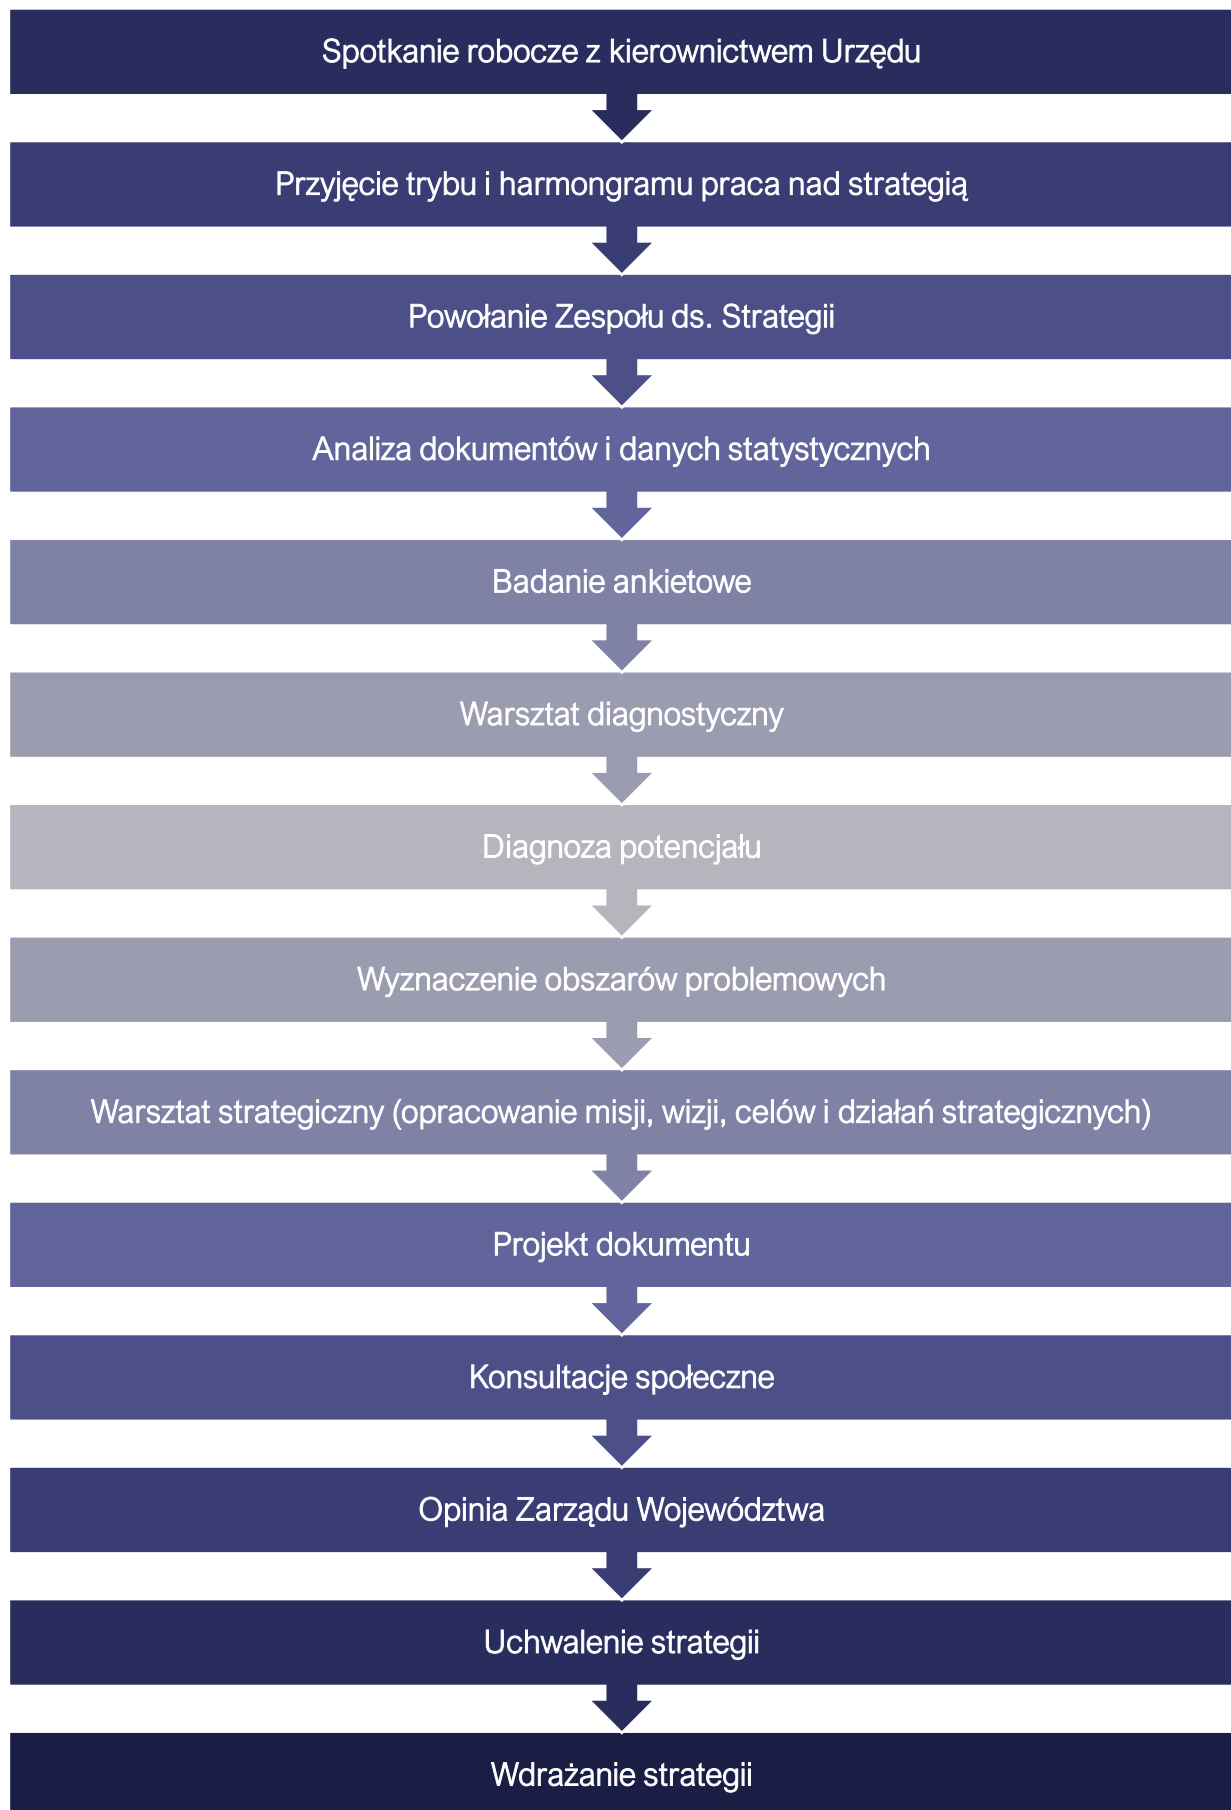 Spotkanie robocze z kierownictwem Urzędu
Przyjęcie trybu i harmongramu praca nad strategią
Powołanie Zespołu ds. Strategii
Analiza dokumentów i danych statystycznych
Badanie ankietowe
Warsztat diagnostyczny
Diagnoza potencjału
Wyznaczenie obszarów problemowych
Warsztat strategiczny (opracowanie misji, wizji, celów i działań strategicznych)
Projekt dokumentu
Konsultacje społeczne
Opinia Zarządu Województwa
Uchwalenie strategii
Wdrażanie strategii